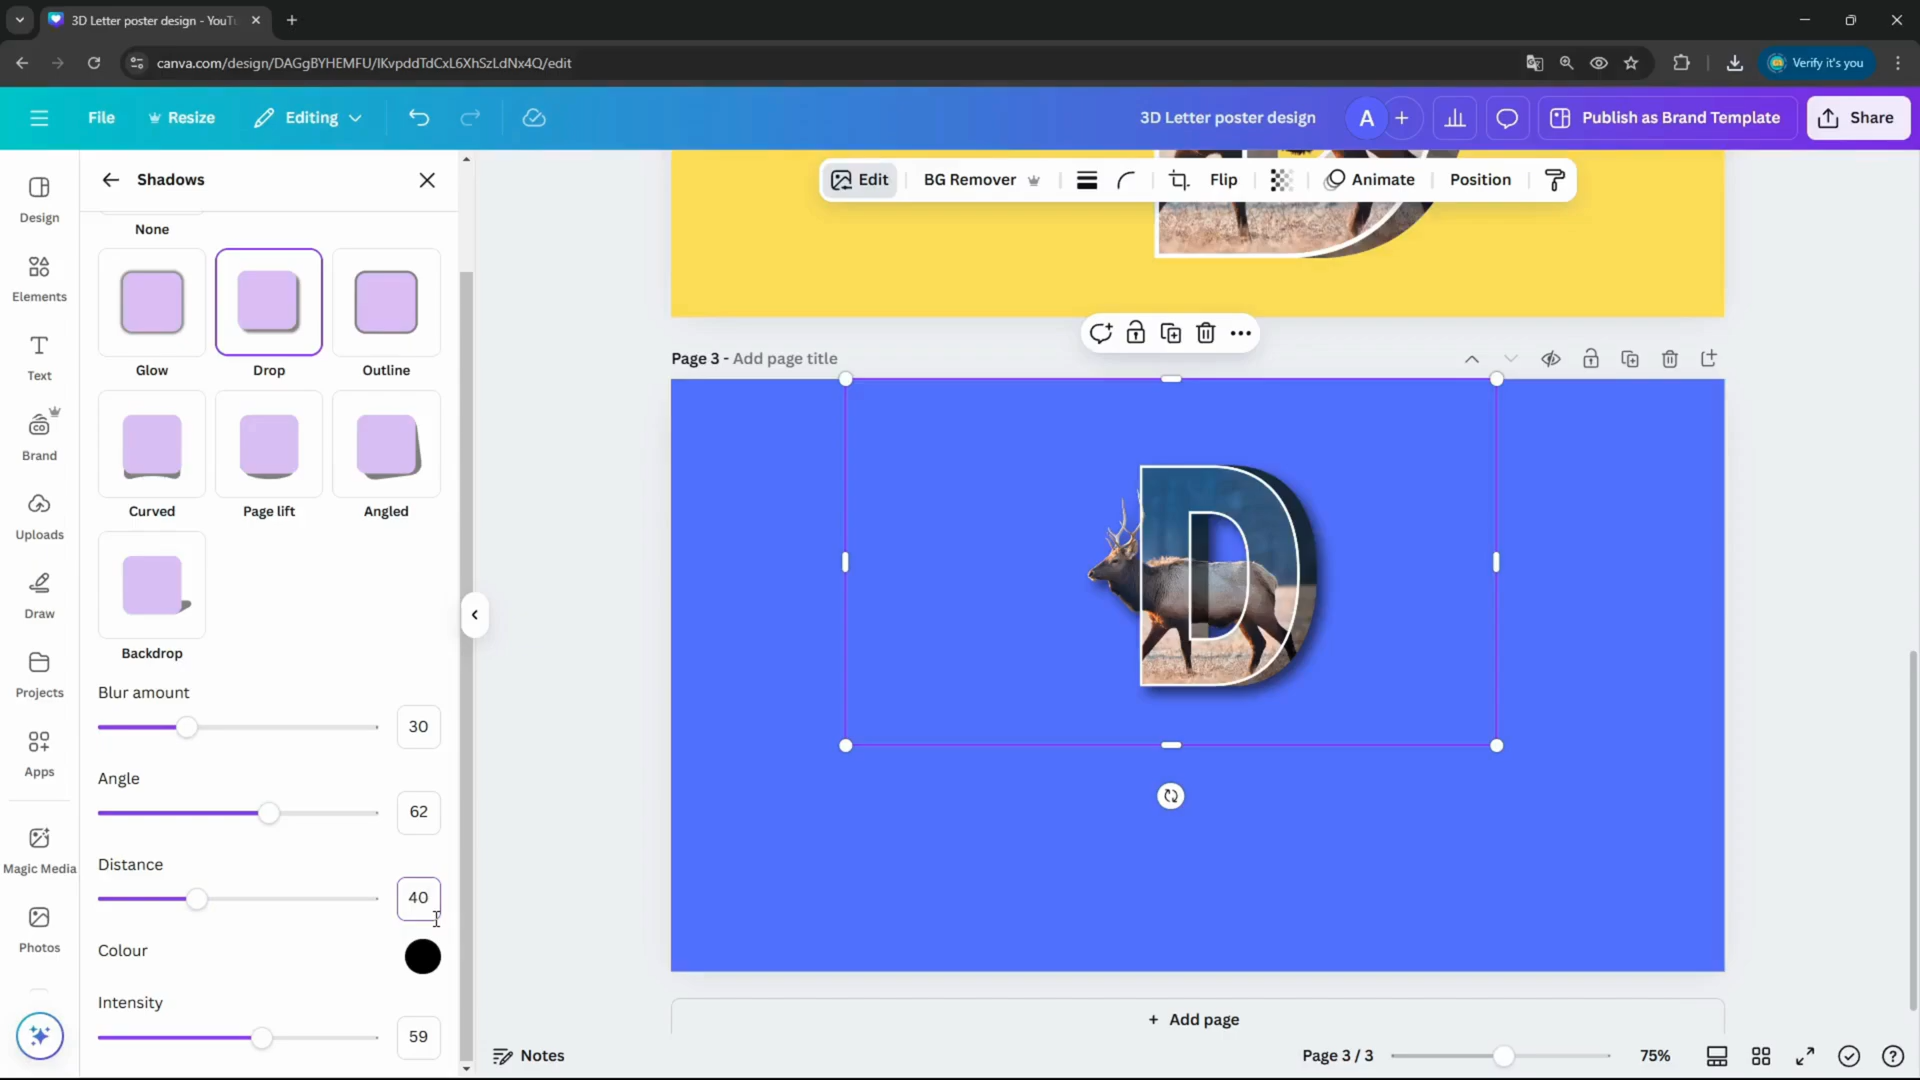 3D Letter poster design - YouTu
canva.com/design/DAGgBYHEMFU/IKvpddTdCxL6XhSzLdNx4Q/edit
Verify it's you
File
Resize
Editing
3D Letter poster design
A
Publish as Brand Template
Share
Design
Elements
Text
Brand
Uploads
Draw
Projects
Apps
Magic Media
Photos
Shadows
None
Glow
Drop
Outline
Curved
Page lift
Angled
Backdrop
Blur amount
30
Angle
62
Distance
40
Colour
Intensity
59
Edit
BG Remover
Flip
Animate
Position
Page 3 - Add page title
D
+ Add page
Notes
Page 3 / 3
75%